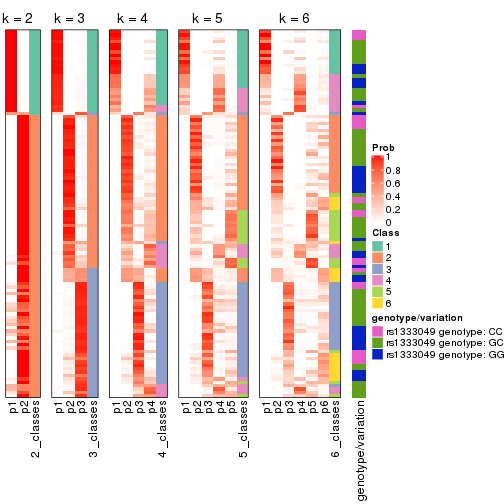 k = 2 k = 3 k = 4 k = 5 k = 6
Prob
1
0.8
0.6
0.4
0.2
0
Class
1
2
3
4
5
6
genotype/variation
rs1333049 genotype: CC
rs1333049 genotype: GC
rs1333049 genotype: GG
p1 p2 2_classes p1 p2 p3 3_classes p1 p2 p3 p4 4_classes p1 p2 p3 p4 p5 5_classes p1 p2 p3 p4 p5 p6 6_classes genotype/variation